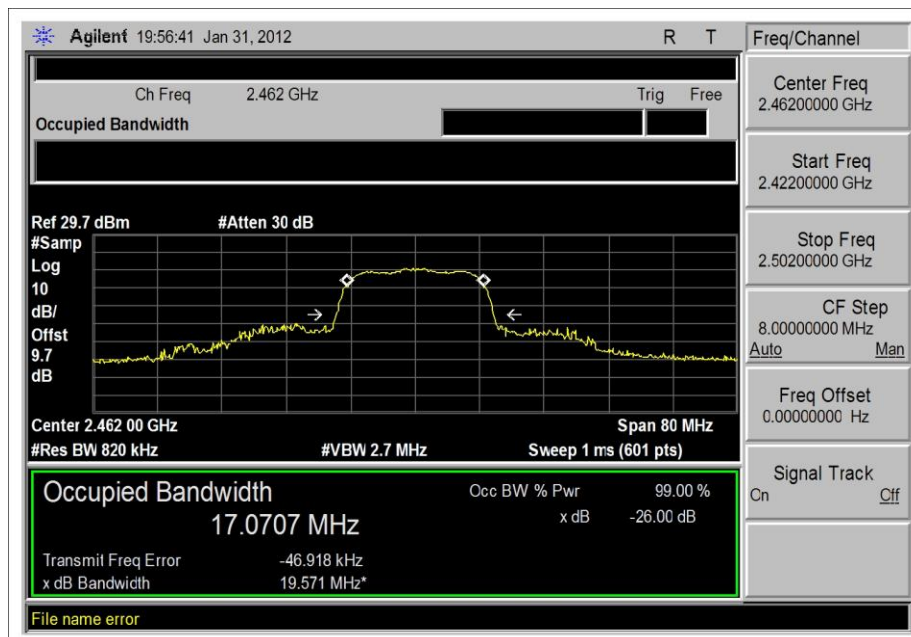 Agilent 19:56:41 Jan 31, 2012 R T
Freq/Channel
Ch Freq 2.462 GHz Trig Free
Occupied Bandwidth
Center Freq
2.46200000 GHz
Start Freq
2.42200000 GHz
Stop Freq
2.50200000 GHz
CF Step
8.00000000 MHz
Auto Man
Freq Offset
0.00000000 Hz
Signal Track
On Off
Ref 29.7 dBm #Atten 30 dB
#Samp
Log
10
dB/
Offst
9.7
dB
Center 2.462 00 GHz Span 80 MHz
#Res BW 820 kHz #VBW 2.7 MHz Sweep 1 ms (601 pts)
Occupied Bandwidth Occ BW % Pwr 99.00 %
17.0707 MHz x dB -26.00 dB
Transmit Freq Error -46.918 kHz
x dB Bandwidth 19.571 MHz*
File name error